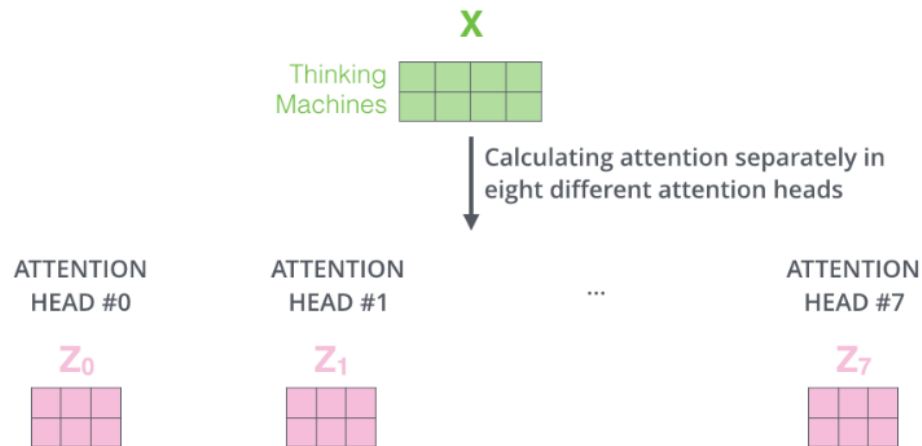 X
Thinking
Machines
Calculating attention separately in
eight different attention heads
ATTENTION
HEAD #0
ATTENTION
HEAD #1
...
ATTENTION
HEAD #7
Z₀
Z₁
Z₇